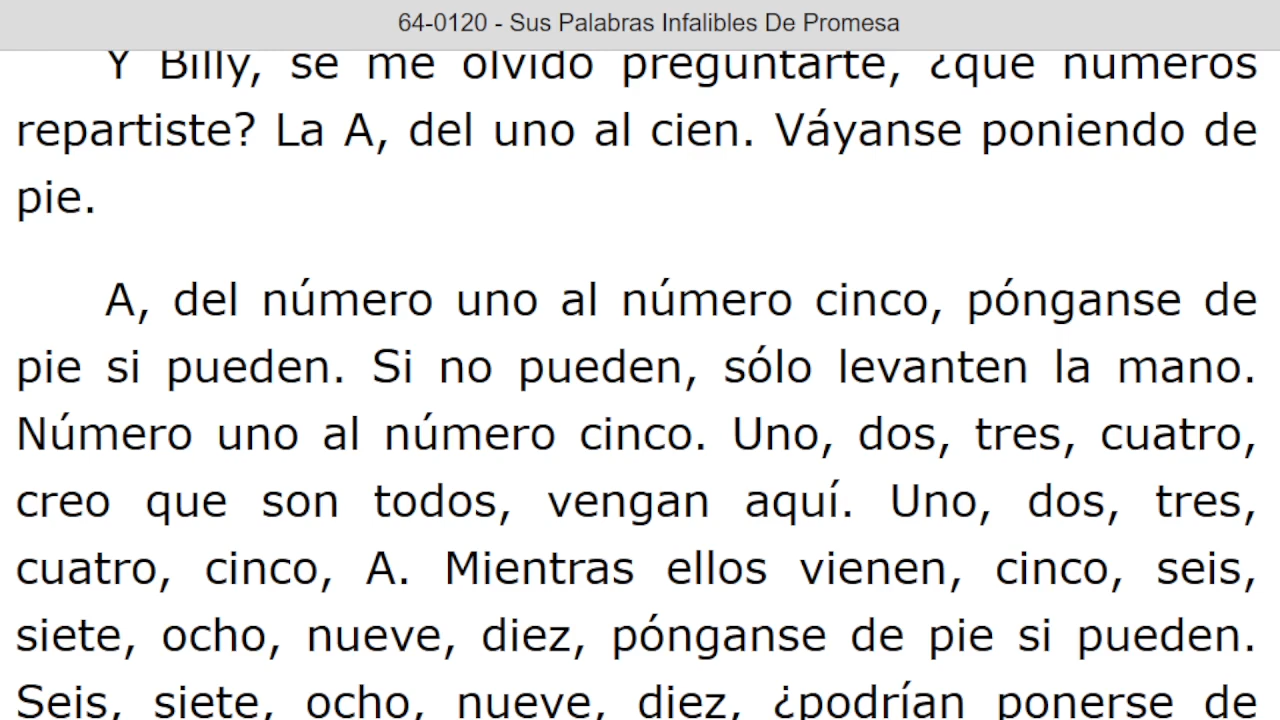 64-0120 - Sus Palabras Infalibles De Promesa
Y Billy, se me olvidó preguntarte, ¿qué números
repartiste? La A, del uno al cien. Váyanse poniendo de
pie.
A, del número uno al número cinco, pónganse de
pie si pueden. Si no pueden, sólo levanten la mano.
Número uno al número cinco. Uno, dos, tres, cuatro,
creo que son todos, vengan aquí. Uno, dos, tres,
cuatro, cinco, A. Mientras ellos vienen, cinco, seis,
siete, ocho, nueve, diez, pónganse de pie si pueden.
Seis, siete, ocho, nueve, diez, ¿podrían ponerse de